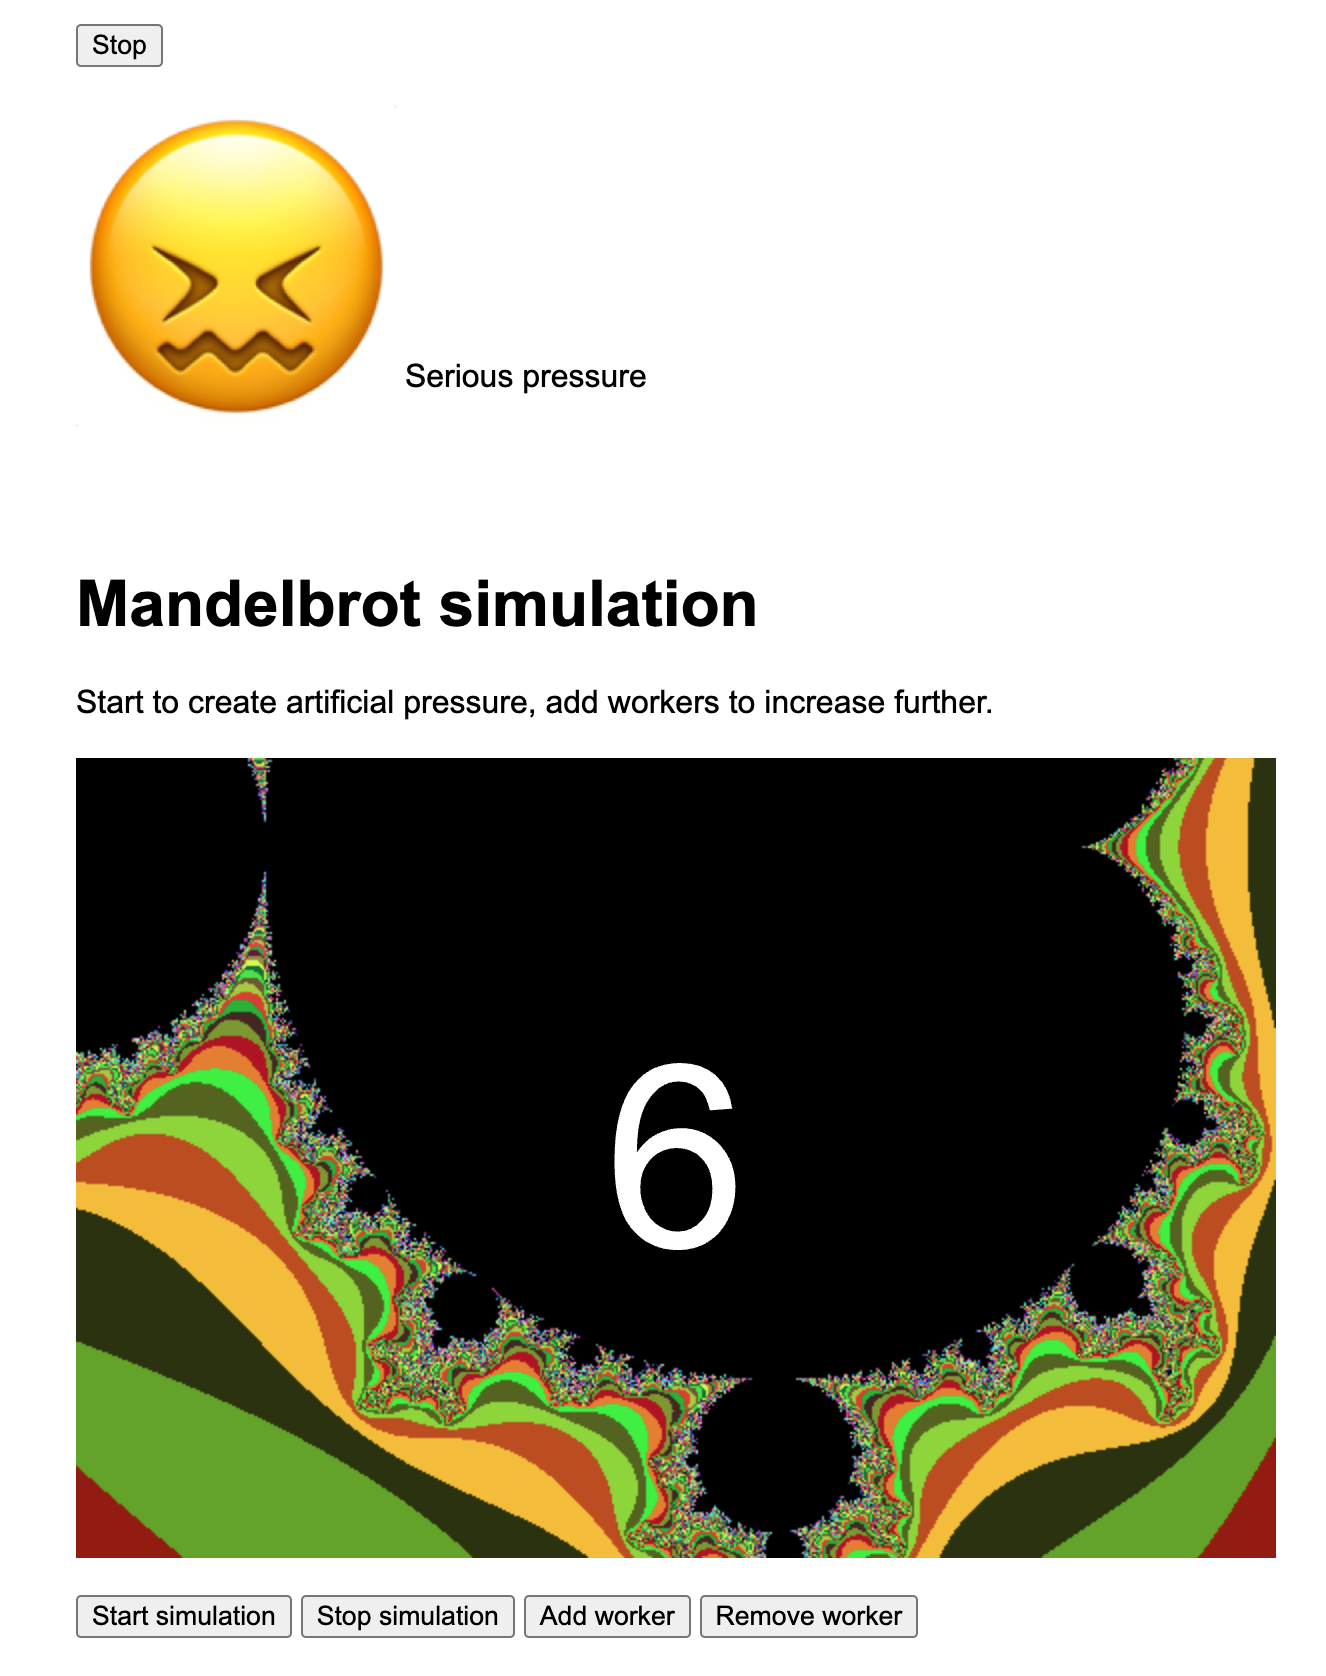 Stop
Serious pressure
Mandelbrot simulation
Start to create artificial pressure, add workers to increase further.
6
Start simulation Stop simulation Add worker Remove worker